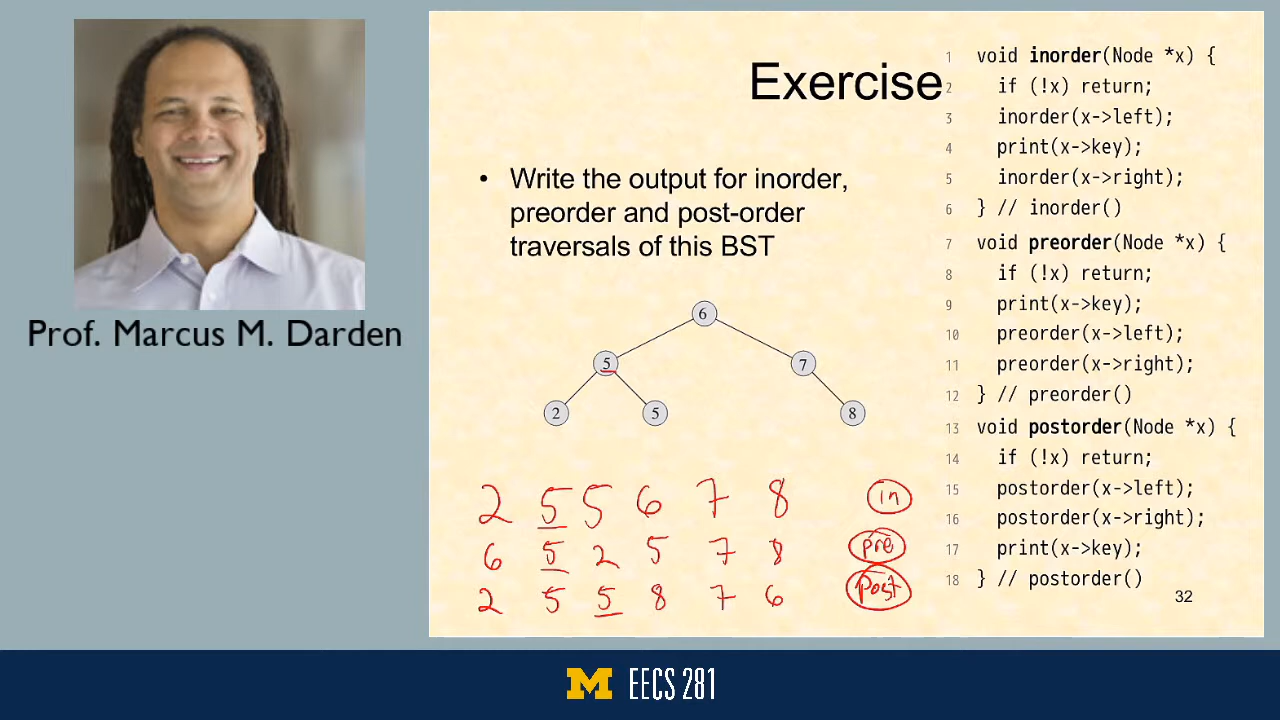 Prof. Marcus M. Darden
Exercise
• Write the output for inorder,
preorder and post-order
traversals of this BST
6
5 7
2 5 8
2 5 5 6 7 8 in
6 5 2 5 7 8 pre
2 5 5 8 7 6 post
1 void inorder(Node *x) {
2 if (!x) return;
3 inorder(x->left);
4 print(x->key);
5 inorder(x->right);
6 } // inorder()
7 void preorder(Node *x) {
8 if (!x) return;
9 print(x->key);
10 preorder(x->left);
11 preorder(x->right);
12 } // preorder()
13 void postorder(Node *x) {
14 if (!x) return;
15 postorder(x->left);
16 postorder(x->right);
17 print(x->key);
18 } // postorder()
32
M EECS 281